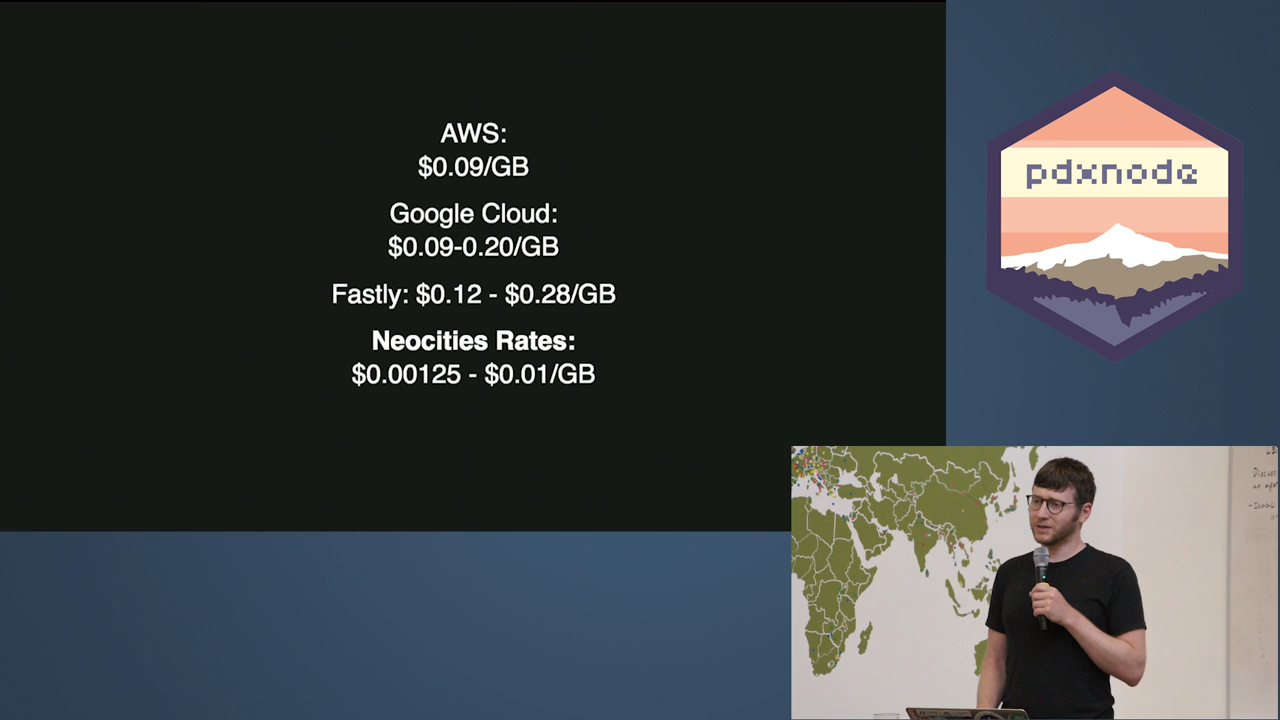 AWS:
$0.09/GB
Google Cloud:
$0.09-0.20/GB
Fastly: $0.12 - $0.28/GB
Neocities Rates:
$0.00125 - $0.01/GB
pdxnode